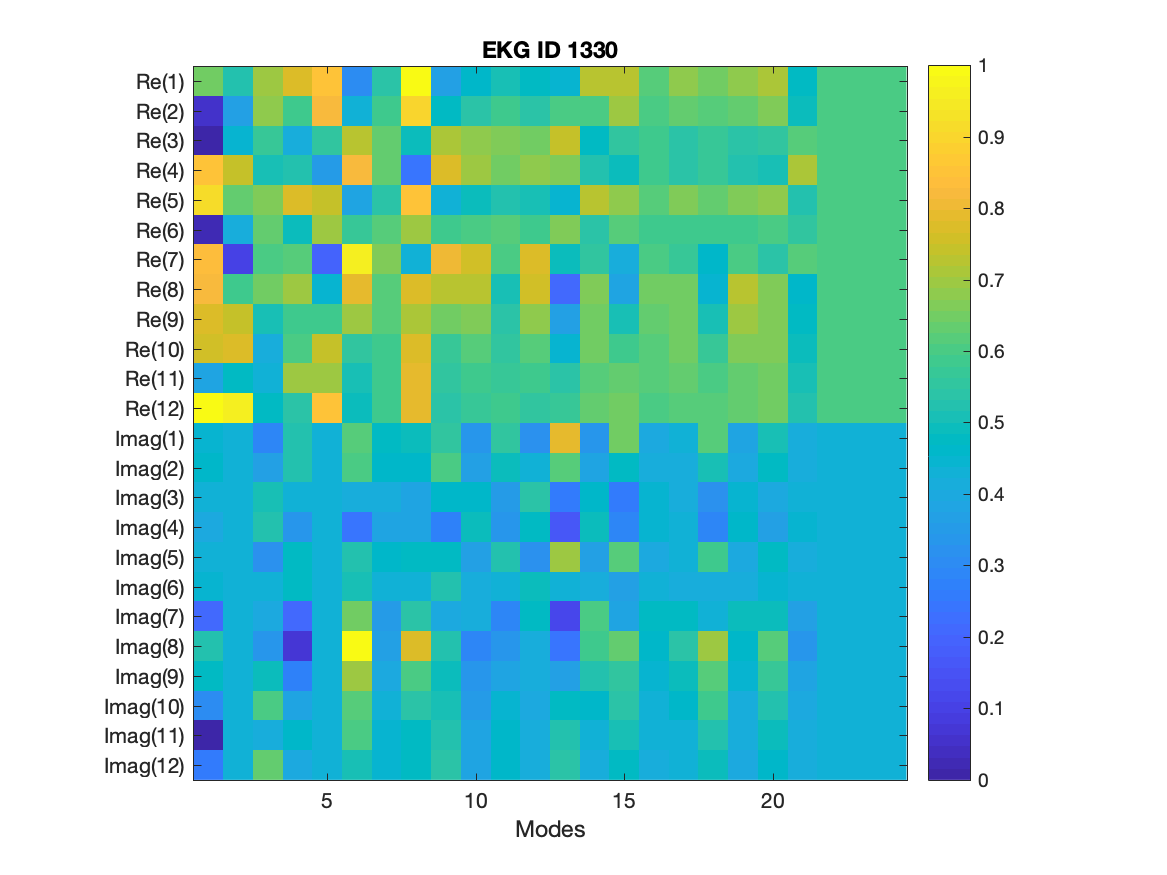 EKG ID 1330
Re(1)
Re(2)
Re(3)
Re(4)
Re(5)
Re(6)
Re(7)
Re(8)
Re(9)
Re(10)
Re(11)
Re(12)
Imag(1)
Imag(2)
Imag(3)
Imag(4)
Imag(5)
Imag(6)
Imag(7)
Imag(8)
Imag(9)
Imag(10)
Imag(11)
Imag(12)
5 10 15 20
Modes
1
0.9
0.8
0.7
0.6
0.5
0.4
0.3
0.2
0.1
0